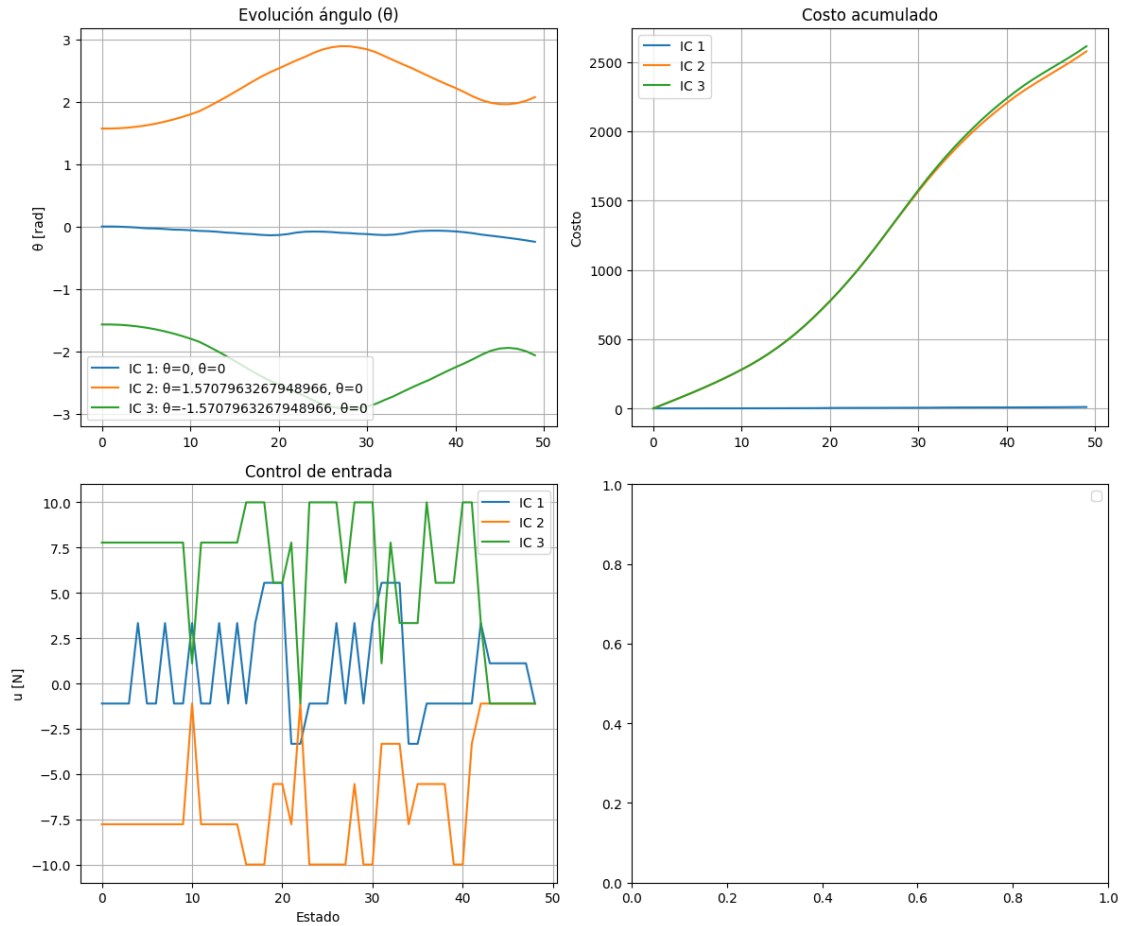 Evolución ángulo (θ)
θ [rad]
3
2
1
0
−1
−2
−3
IC 1: θ=0, θ=0
IC 2: θ=1.5707963267948966, θ=0
IC 3: θ=-1.5707963267948966, θ=0
0 10 20 30 40 50
Costo acumulado
Costo
2500
2000
1500
1000
500
0
IC 1
IC 2
IC 3
0 10 20 30 40 50
Control de entrada
u [N]
10.0
7.5
5.0
2.5
0.0
−2.5
−5.0
−7.5
−10.0
IC 1
IC 2
IC 3
0 10 20 30 40 50
Estado
1.0
0.8
0.6
0.4
0.2
0.0
0.0 0.2 0.4 0.6 0.8 1.0